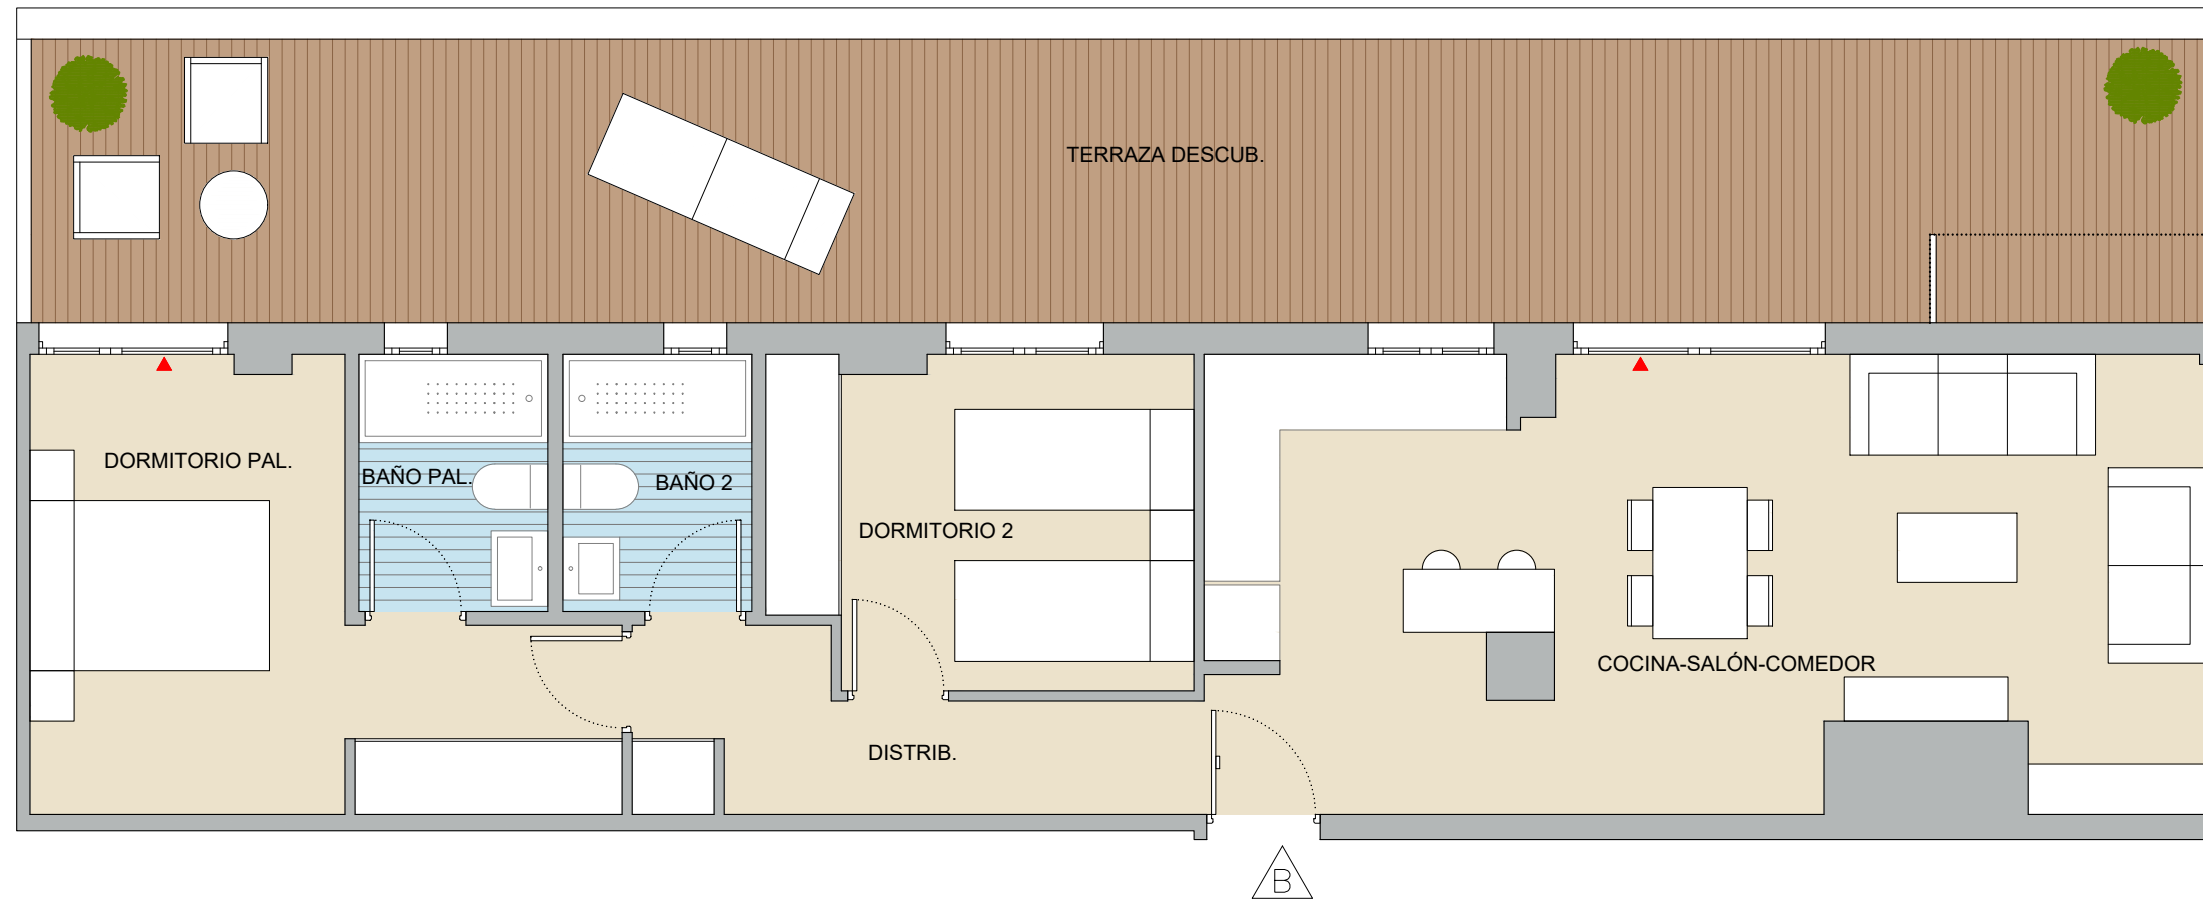 TERRAZA DESCUB.
DORMITORIO PAL.
BAÑO PAL.
BAÑO 2
DORMITORIO 2
COCINA-SALÓN-COMEDOR
DISTRIB.
B